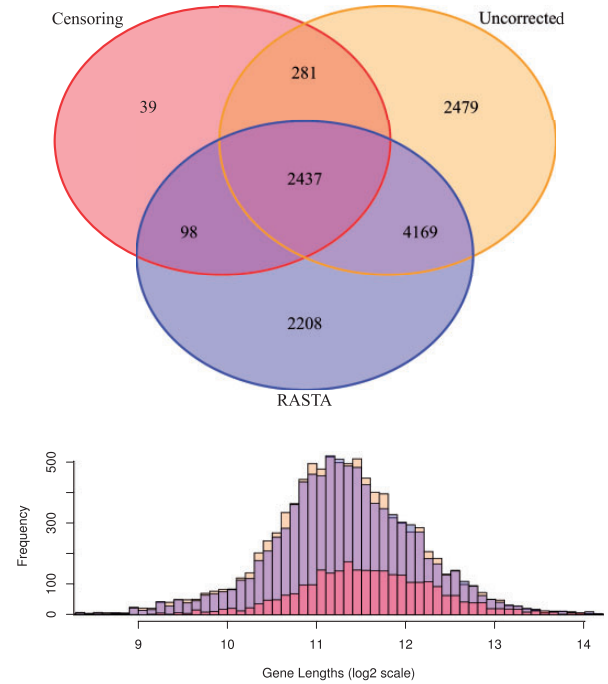 Censoring
Uncorrected
281
39
2479
2437
98
4169
2208
RASTA
500
300
100
0
Frequency
9 10 11 12 13 14
Gene Lengths (log2 scale)